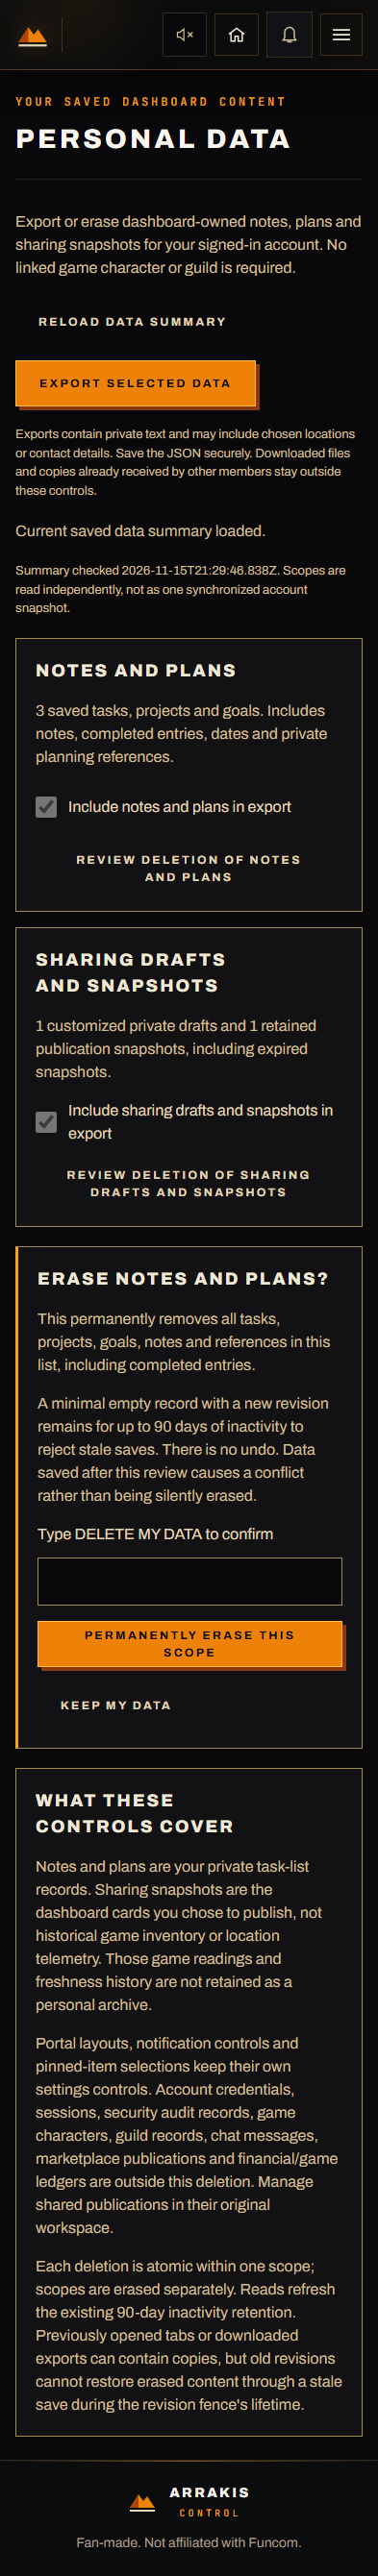 YOUR SAVED DASHBOARD CONTENT
PERSONAL DATA
Export or erase dashboard-owned notes, plans and
sharing snapshots for your signed-in account. No
linked game character or guild is required.
RELOAD DATA SUMMARY
EXPORT SELECTED DATA
Exports contain private text and may include chosen locations
or contact details. Save the JSON securely. Downloaded files
and copies already received by other members stay outside
these controls.
Current saved data summary loaded.
Summary checked 2026-11-15T21:29:46.838Z. Scopes are
read independently, not as one synchronized account
snapshot.
NOTES AND PLANS
3 saved tasks, projects and goals. Includes
notes, completed entries, dates and private
planning references.
Include notes and plans in export
REVIEW DELETION OF NOTES
AND PLANS
SHARING DRAFTS
AND SNAPSHOTS
1 customized private drafts and 1 retained
publication snapshots, including expired
snapshots.
Include sharing drafts and snapshots in
export
REVIEW DELETION OF SHARING
DRAFTS AND SNAPSHOTS
ERASE NOTES AND PLANS?
This permanently removes all tasks,
projects, goals, notes and references in this
list, including completed entries.
A minimal empty record with a new revision
remains for up to 90 days of inactivity to
reject stale saves. There is no undo. Data
saved after this review causes a conflict
rather than being silently erased.
Type DELETE MY DATA to confirm
PERMANENTLY ERASE THIS
SCOPE
KEEP MY DATA
WHAT THESE
CONTROLS COVER
Notes and plans are your private task-list
records. Sharing snapshots are the
dashboard cards you chose to publish, not
historical game inventory or location
telemetry. Those game readings and
freshness history are not retained as a
personal archive.
Portal layouts, notification controls and
pinned-item selections keep their own
settings controls. Account credentials,
sessions, security audit records, game
characters, guild records, chat messages,
marketplace publications and financial/game
ledgers are outside this deletion. Manage
shared publications in their original
workspace.
Each deletion is atomic within one scope;
scopes are erased separately. Reads refresh
the existing 90-day inactivity retention.
Previously opened tabs or downloaded
exports can contain copies, but old revisions
cannot restore erased content through a stale
save during the revision fence's lifetime.
ARRAKIS
CONTROL
Fan-made. Not affiliated with Funcom.